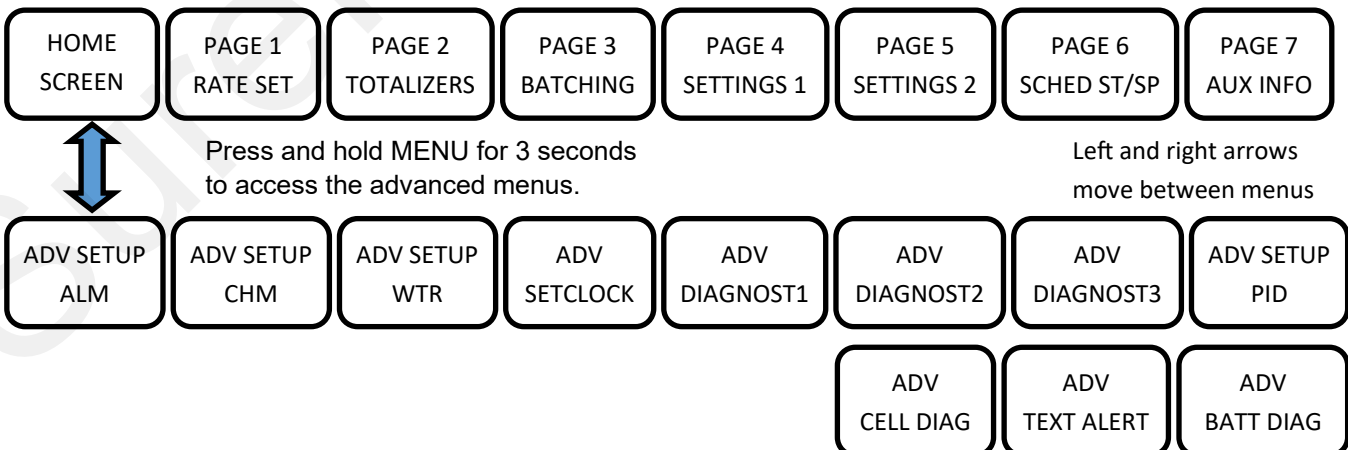 HOME
SCREEN
PAGE 1
RATE SET
PAGE 2
TOTALIZERS
PAGE 3
BATCHING
PAGE 4
SETTINGS 1
PAGE 5
SETTINGS 2
PAGE 6
SCHED ST/SP
PAGE 7
AUX INFO
Press and hold MENU for 3 seconds
to access the advanced menus.
Left and right arrows
move between menus
ADV SETUP
ALM
ADV SETUP
CHM
ADV SETUP
WTR
ADV
SETCLOCK
ADV
DIAGNOST1
ADV
DIAGNOST2
ADV
DIAGNOST3
ADV SETUP
PID
ADV
CELL DIAG
ADV
TEXT ALERT
ADV
BATT DIAG